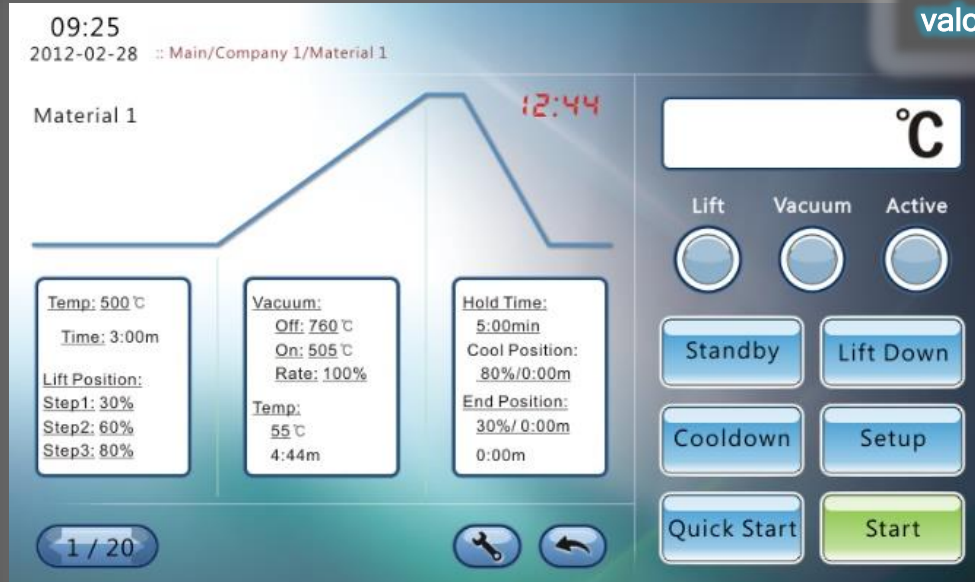 valo
09:25
2012-02-28 :: Main/Company 1/Material 1
Material 1
12:44
℃
Lift Vacuum Active
Temp: 500℃
Time: 3:00m
Lift Position:
Step1: 30%
Step2: 60%
Step3: 80%
Vacuum:
Off: 760℃
On: 505℃
Rate: 100%
Temp:
55℃
4:44m
Hold Time:
5:00min
Cool Position:
80%/0:00m
End Position:
30%/ 0:00m
0:00m
Standby Lift Down
Cooldown Setup
Quick Start Start
1 / 20